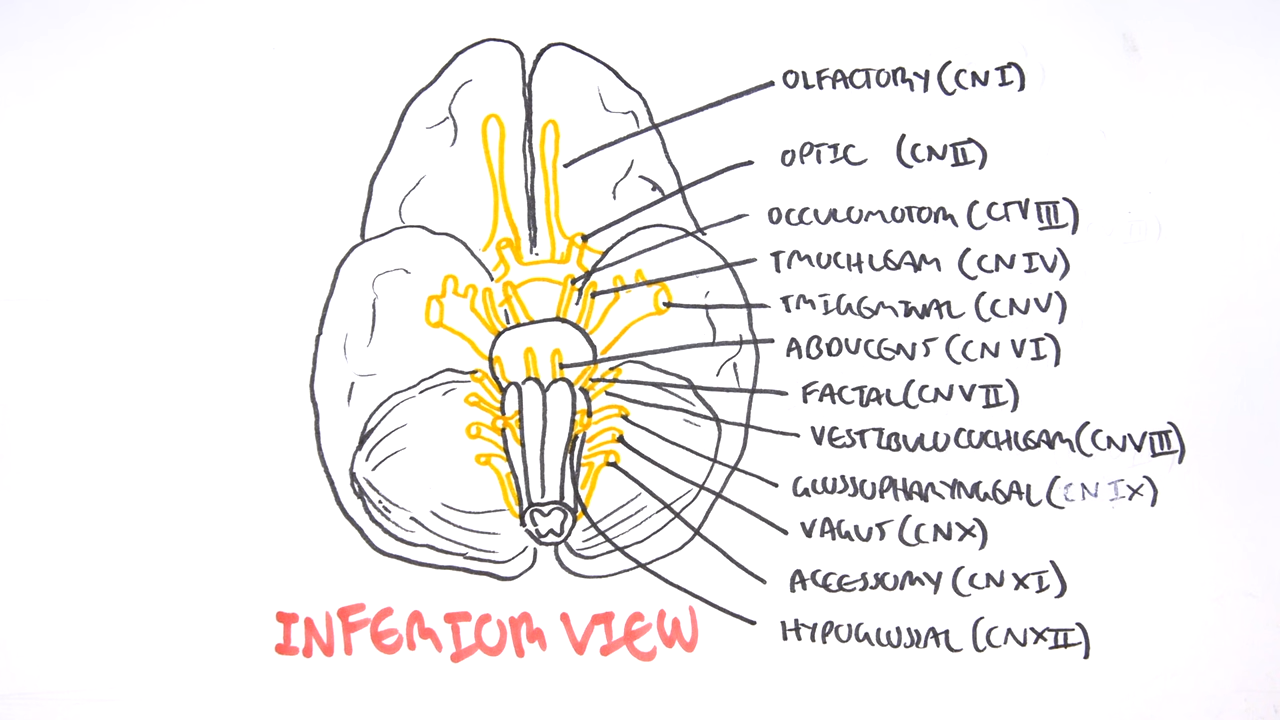 OLFACTORY (CN I)
OPTIC (CN II)
OCCULOMOTOR (CN III)
TROCHLEAR (CN IV)
TRIGEMINAL (CN V)
ABDUCENS (CN VI)
FACIAL (CN VII)
VESTIBULOCOCHLEAR (CN VIII)
GLOSSOPHARYNGEAL (CN IX)
VAGUS (CN X)
ACCESSORY (CN XI)
HYPOGLOSSAL (CN XII)
INFERIOR VIEW